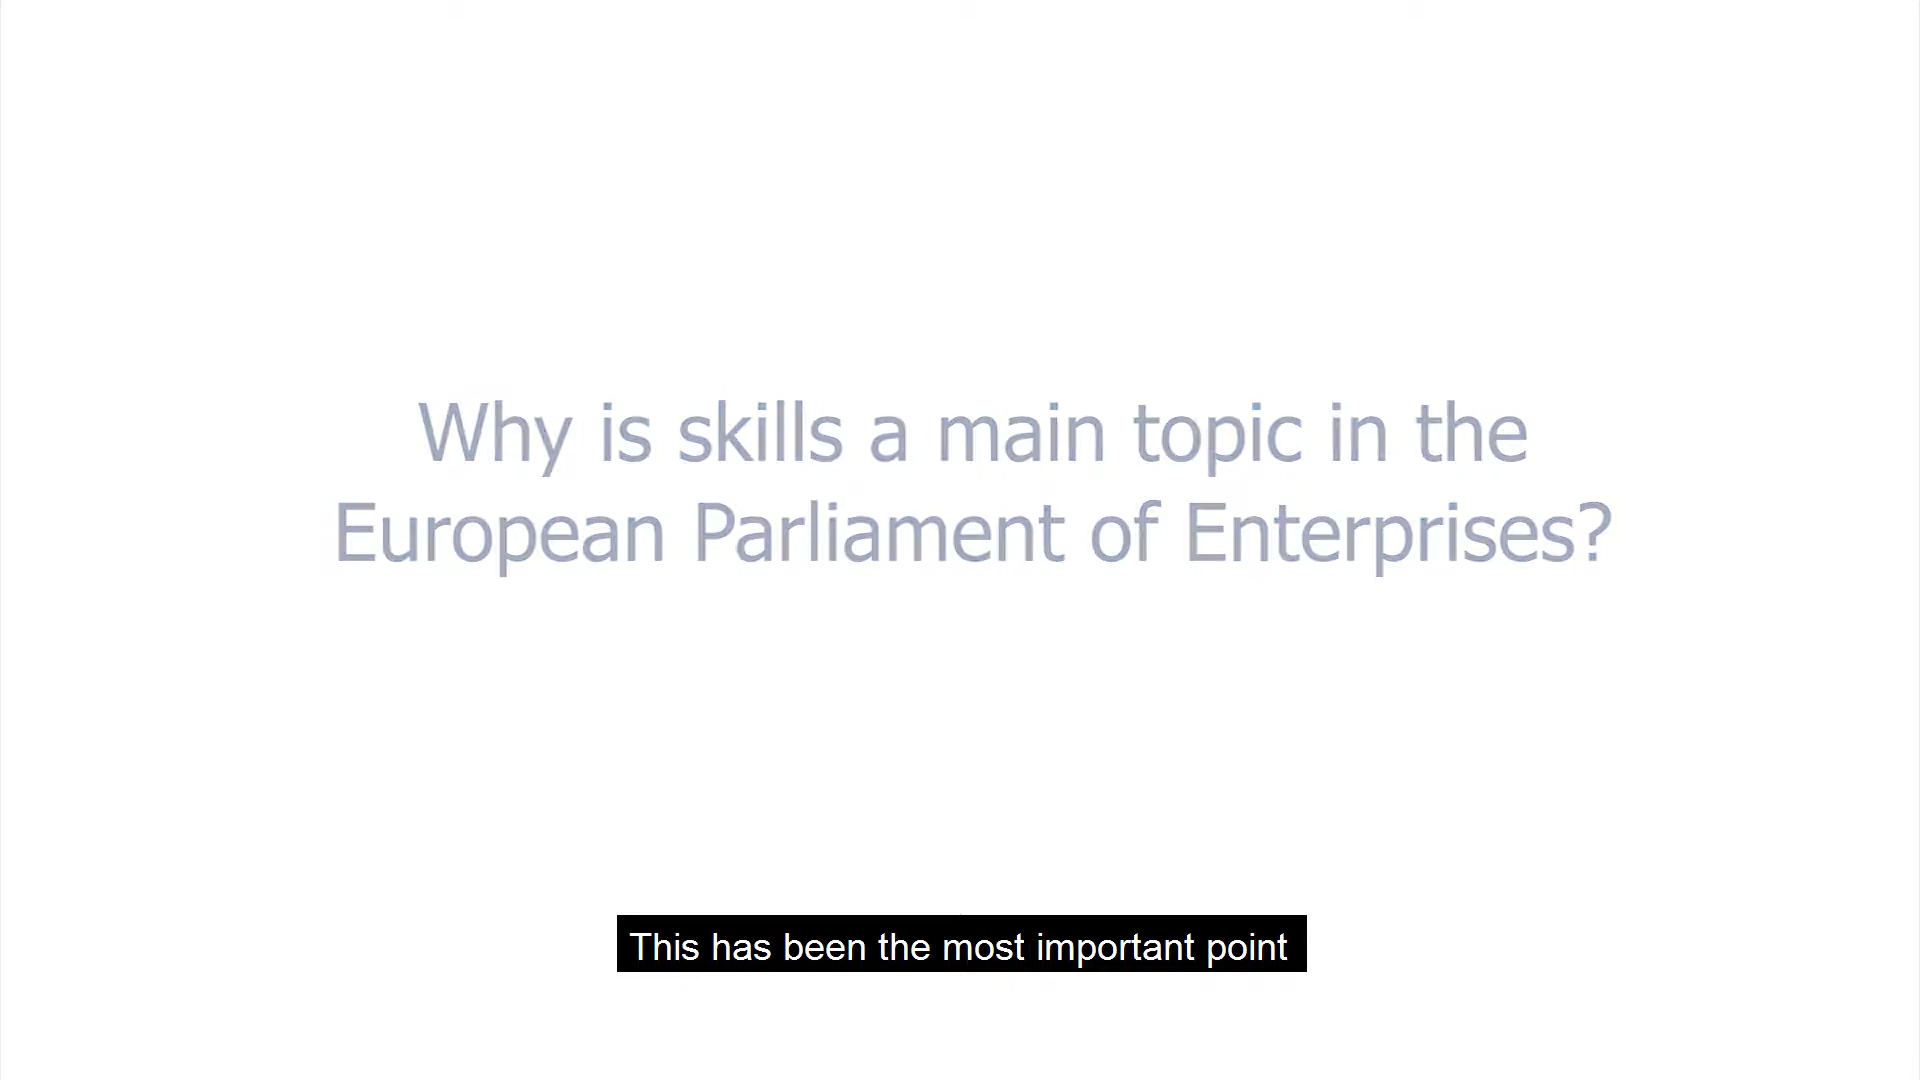 Why is skills a main topic in the
European Parliament of Enterprises?
This has been the most important point